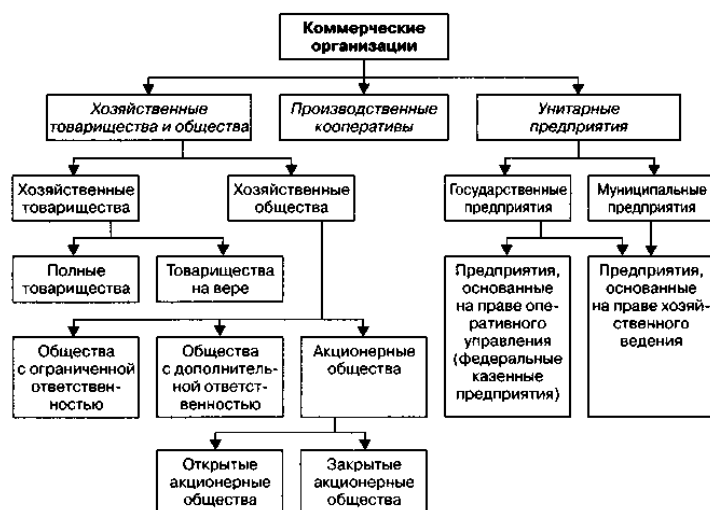 Коммерческие
организации
Хозяйственные
товарищества и общества
Производственные
кооперативы
Унитарные
предприятия
Хозяйственные
товарищества
Хозяйственные
общества
Государственные
предприятия
Муниципальные
предприятия
Полные
товарищества
Товарищества
на вере
Предприятия,
основанные
на праве опе-
ративного
управления
(федеральные
казенные
предприятия)
Предприятия,
основанные
на праве хозяй-
ственного
ведения
Общества
с ограниченной
ответствен-
ностью
Общества
с дополнитель-
ной ответст-
венностью
Акционерные
общества
Открытые
акционерные
общества
Закрытые
акционерные
общества